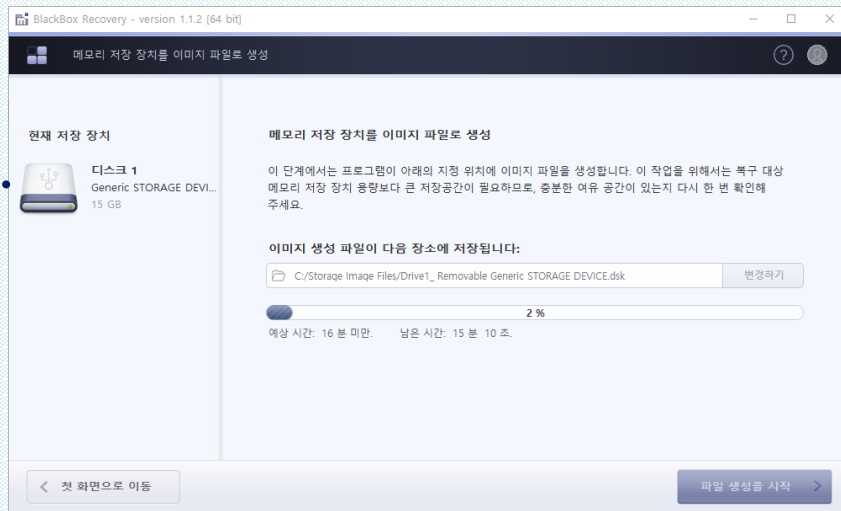 BlackBox Recovery - version 1.1.2 [64 bit]
메모리 저장 장치를 이미지 파일로 생성
현재 저장 장치
디스크 1
Generic STORAGE DEVI...
15 GB
메모리 저장 장치를 이미지 파일로 생성
이 단계에서는 프로그램이 아래의 지정 위치에 이미지 파일을 생성합니다. 이 작업을 위해서는 복구 대상
메모리 저장 장치 용량보다 큰 저장공간이 필요하므로, 충분한 여유 공간이 있는지 다시 한 번 확인해
주세요.
이미지 생성 파일이 다음 장소에 저장됩니다:
C:/Storage Image Files/Drive1_ Removable Generic STORAGE DEVICE.dsk
변경하기
2 %
예상 시간: 16 분 미만. 남은 시간: 15 분 10 초.
첫 화면으로 이동
파일 생성을 시작